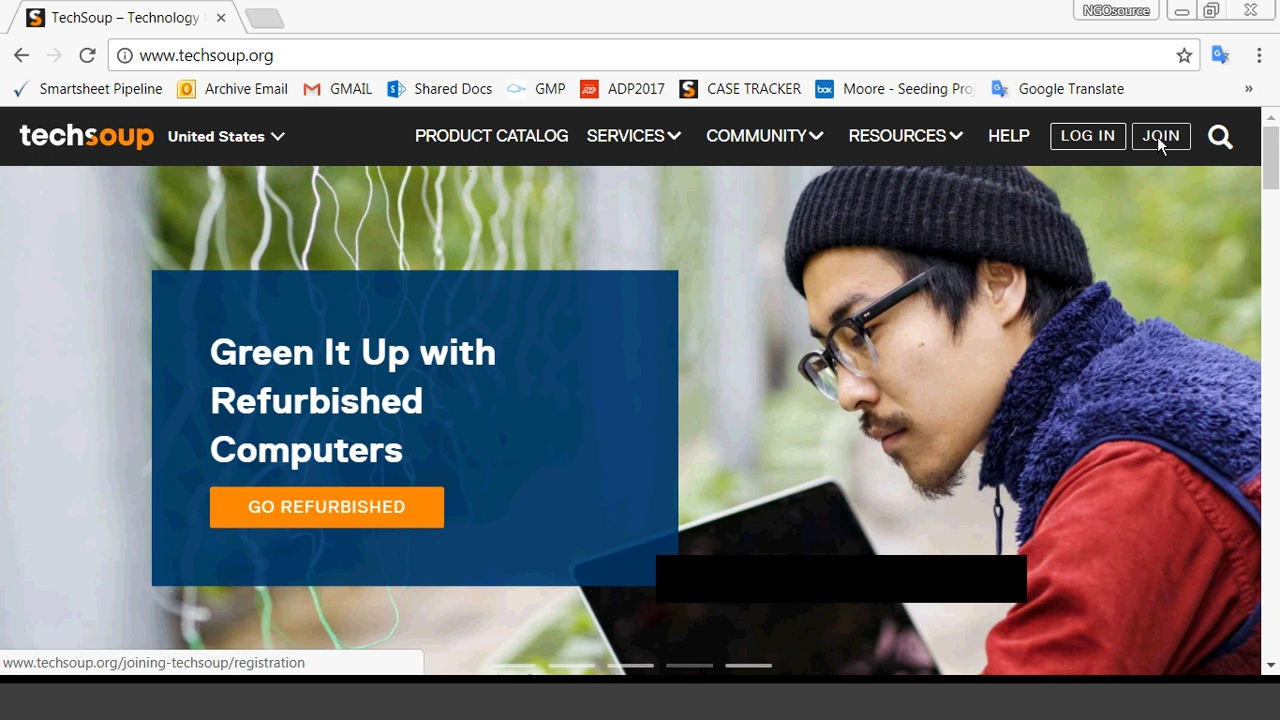 TechSoup – Technology
NGOsource
www.techsoup.org
Smartsheet Pipeline Archive Email GMAIL Shared Docs GMP ADP2017 CASE TRACKER box Moore - Seeding Pro Google Translate »
techsoup United States PRODUCT CATALOG SERVICES COMMUNITY RESOURCES HELP LOG IN JOIN
Green It Up with
Refurbished
Computers
GO REFURBISHED
www.techsoup.org/joining-techsoup/registration